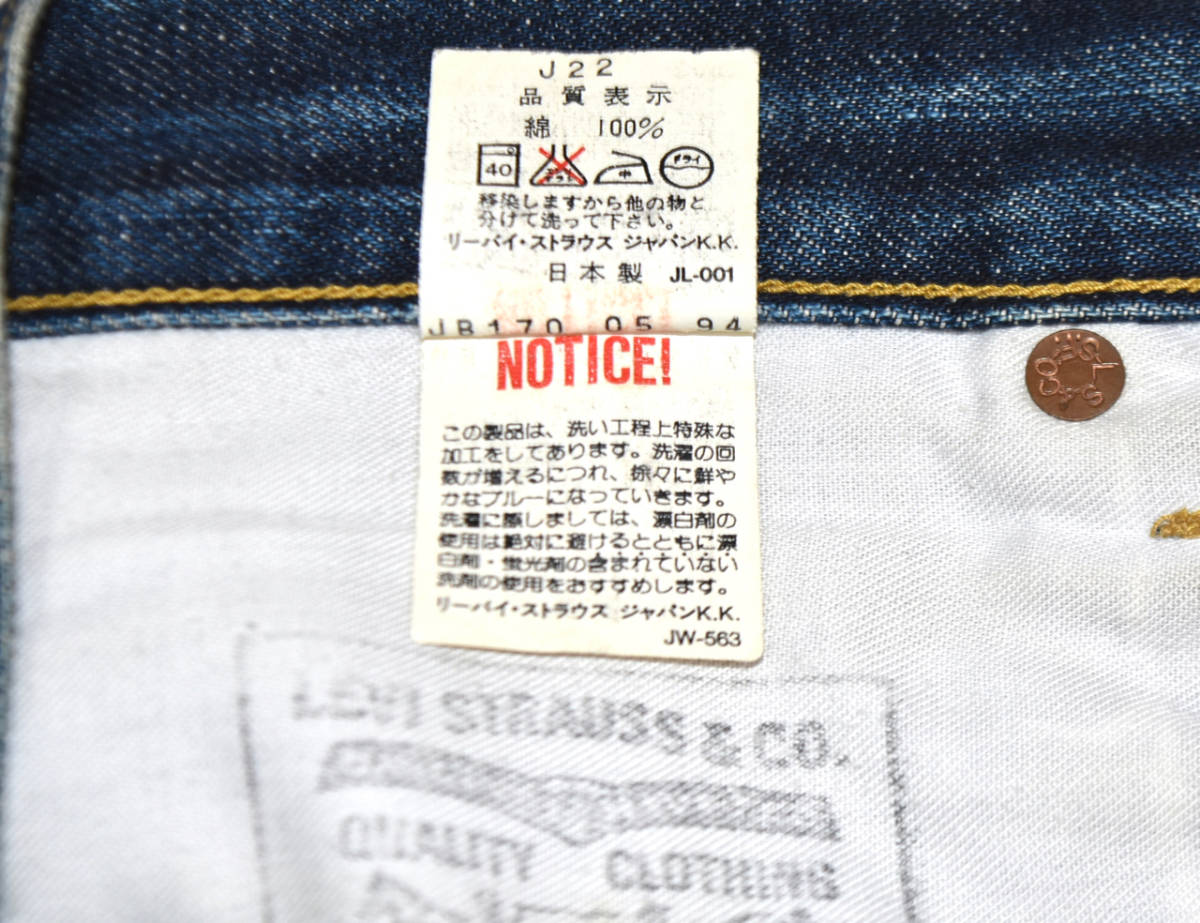 J22
品質表示
綿 100%
40 中 ドライ
移染しますから他の物と
分けて洗って下さい。
リーバイ・ストラウス ジャパンK.K.
日本製 JL-001
JB170 05 94
NOTICE!
この製品は、洗い工程上特殊な
加工をしてあります。洗濯の回
数が増えるにつれ、徐々に鮮や
かなブルーになっていきます。
洗濯に際しましては、漂白剤の
使用は絶対に避けるとともに漂
白剤・蛍光剤の含まれていない
洗剤の使用をおすすめします。
リーバイ・ストラウス ジャパンK.K.
JW-563
LEVI STRAUSS & CO.
QUALITY CLOTHING